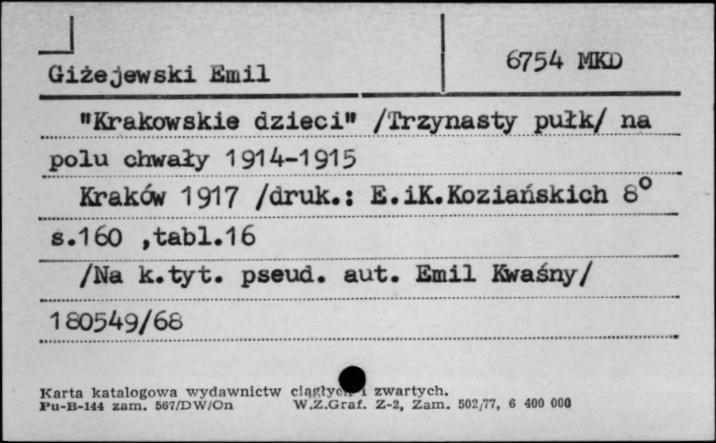 Giżejewski Emil
6754 MKD
"Krakowskie dzieci" /Trzynasty pułk/ na
polu chwały 1914-1915
Kraków 1917 /druk.: E.iK.Koziańskich 8°
s.160 ,tabl.16
/Na k.tyt. pseud. aut. Emil Kwaśny/
180549/68
Karta katalogowa wydawnictw ciągłych i zwartych.
Pu-B-144 zam. 567/DW/On W.Z.Graf. Z-2, Zam. 502/77, 6 400 000